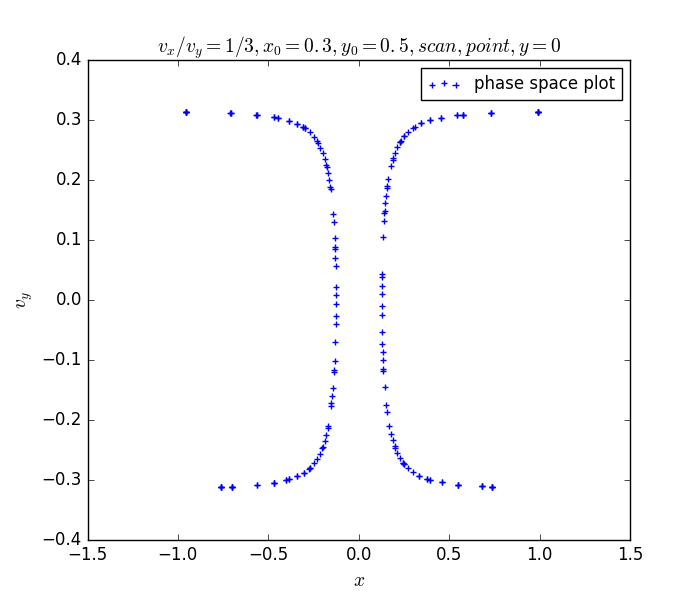 v_x/v_y = 1/3, x_0 = 0.3, y_0 = 0.5, scan, point, y = 0
phase space plot
v_y
0.4
0.3
0.2
0.1
0.0
−0.1
−0.2
−0.3
−0.4
−1.5 −1.0 −0.5 0.0 0.5 1.0 1.5
x